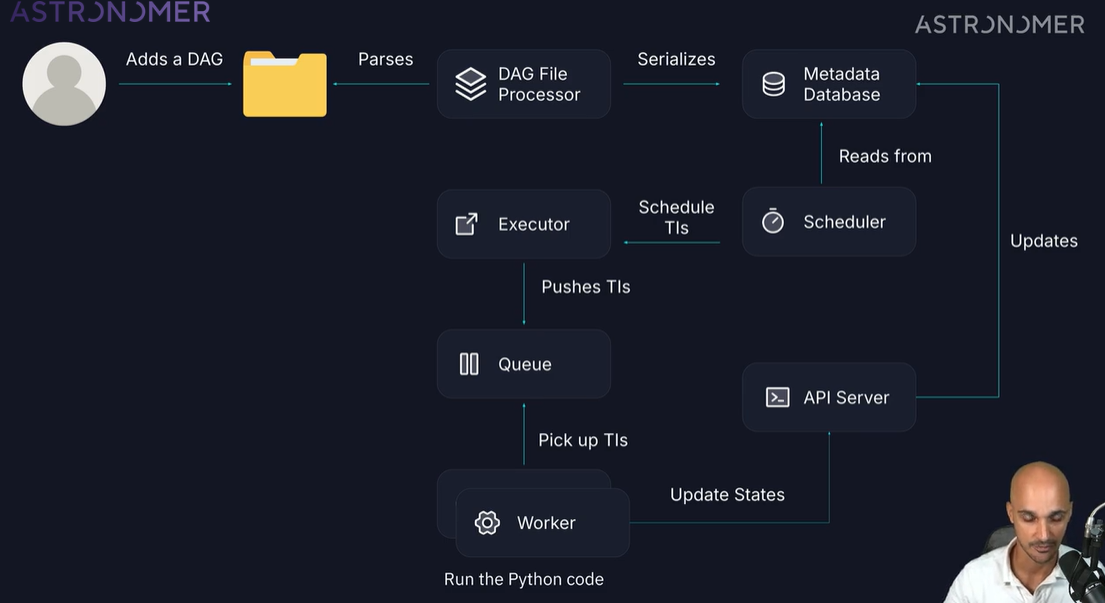 ASTRONOMER
ASTRONOMER
Adds a DAG
Parses
DAG File
Processor
Serializes
Metadata
Database
Reads from
Executor
Schedule
TIs
Scheduler
Updates
Pushes TIs
Queue
API Server
Pick up TIs
Worker
Update States
Run the Python code